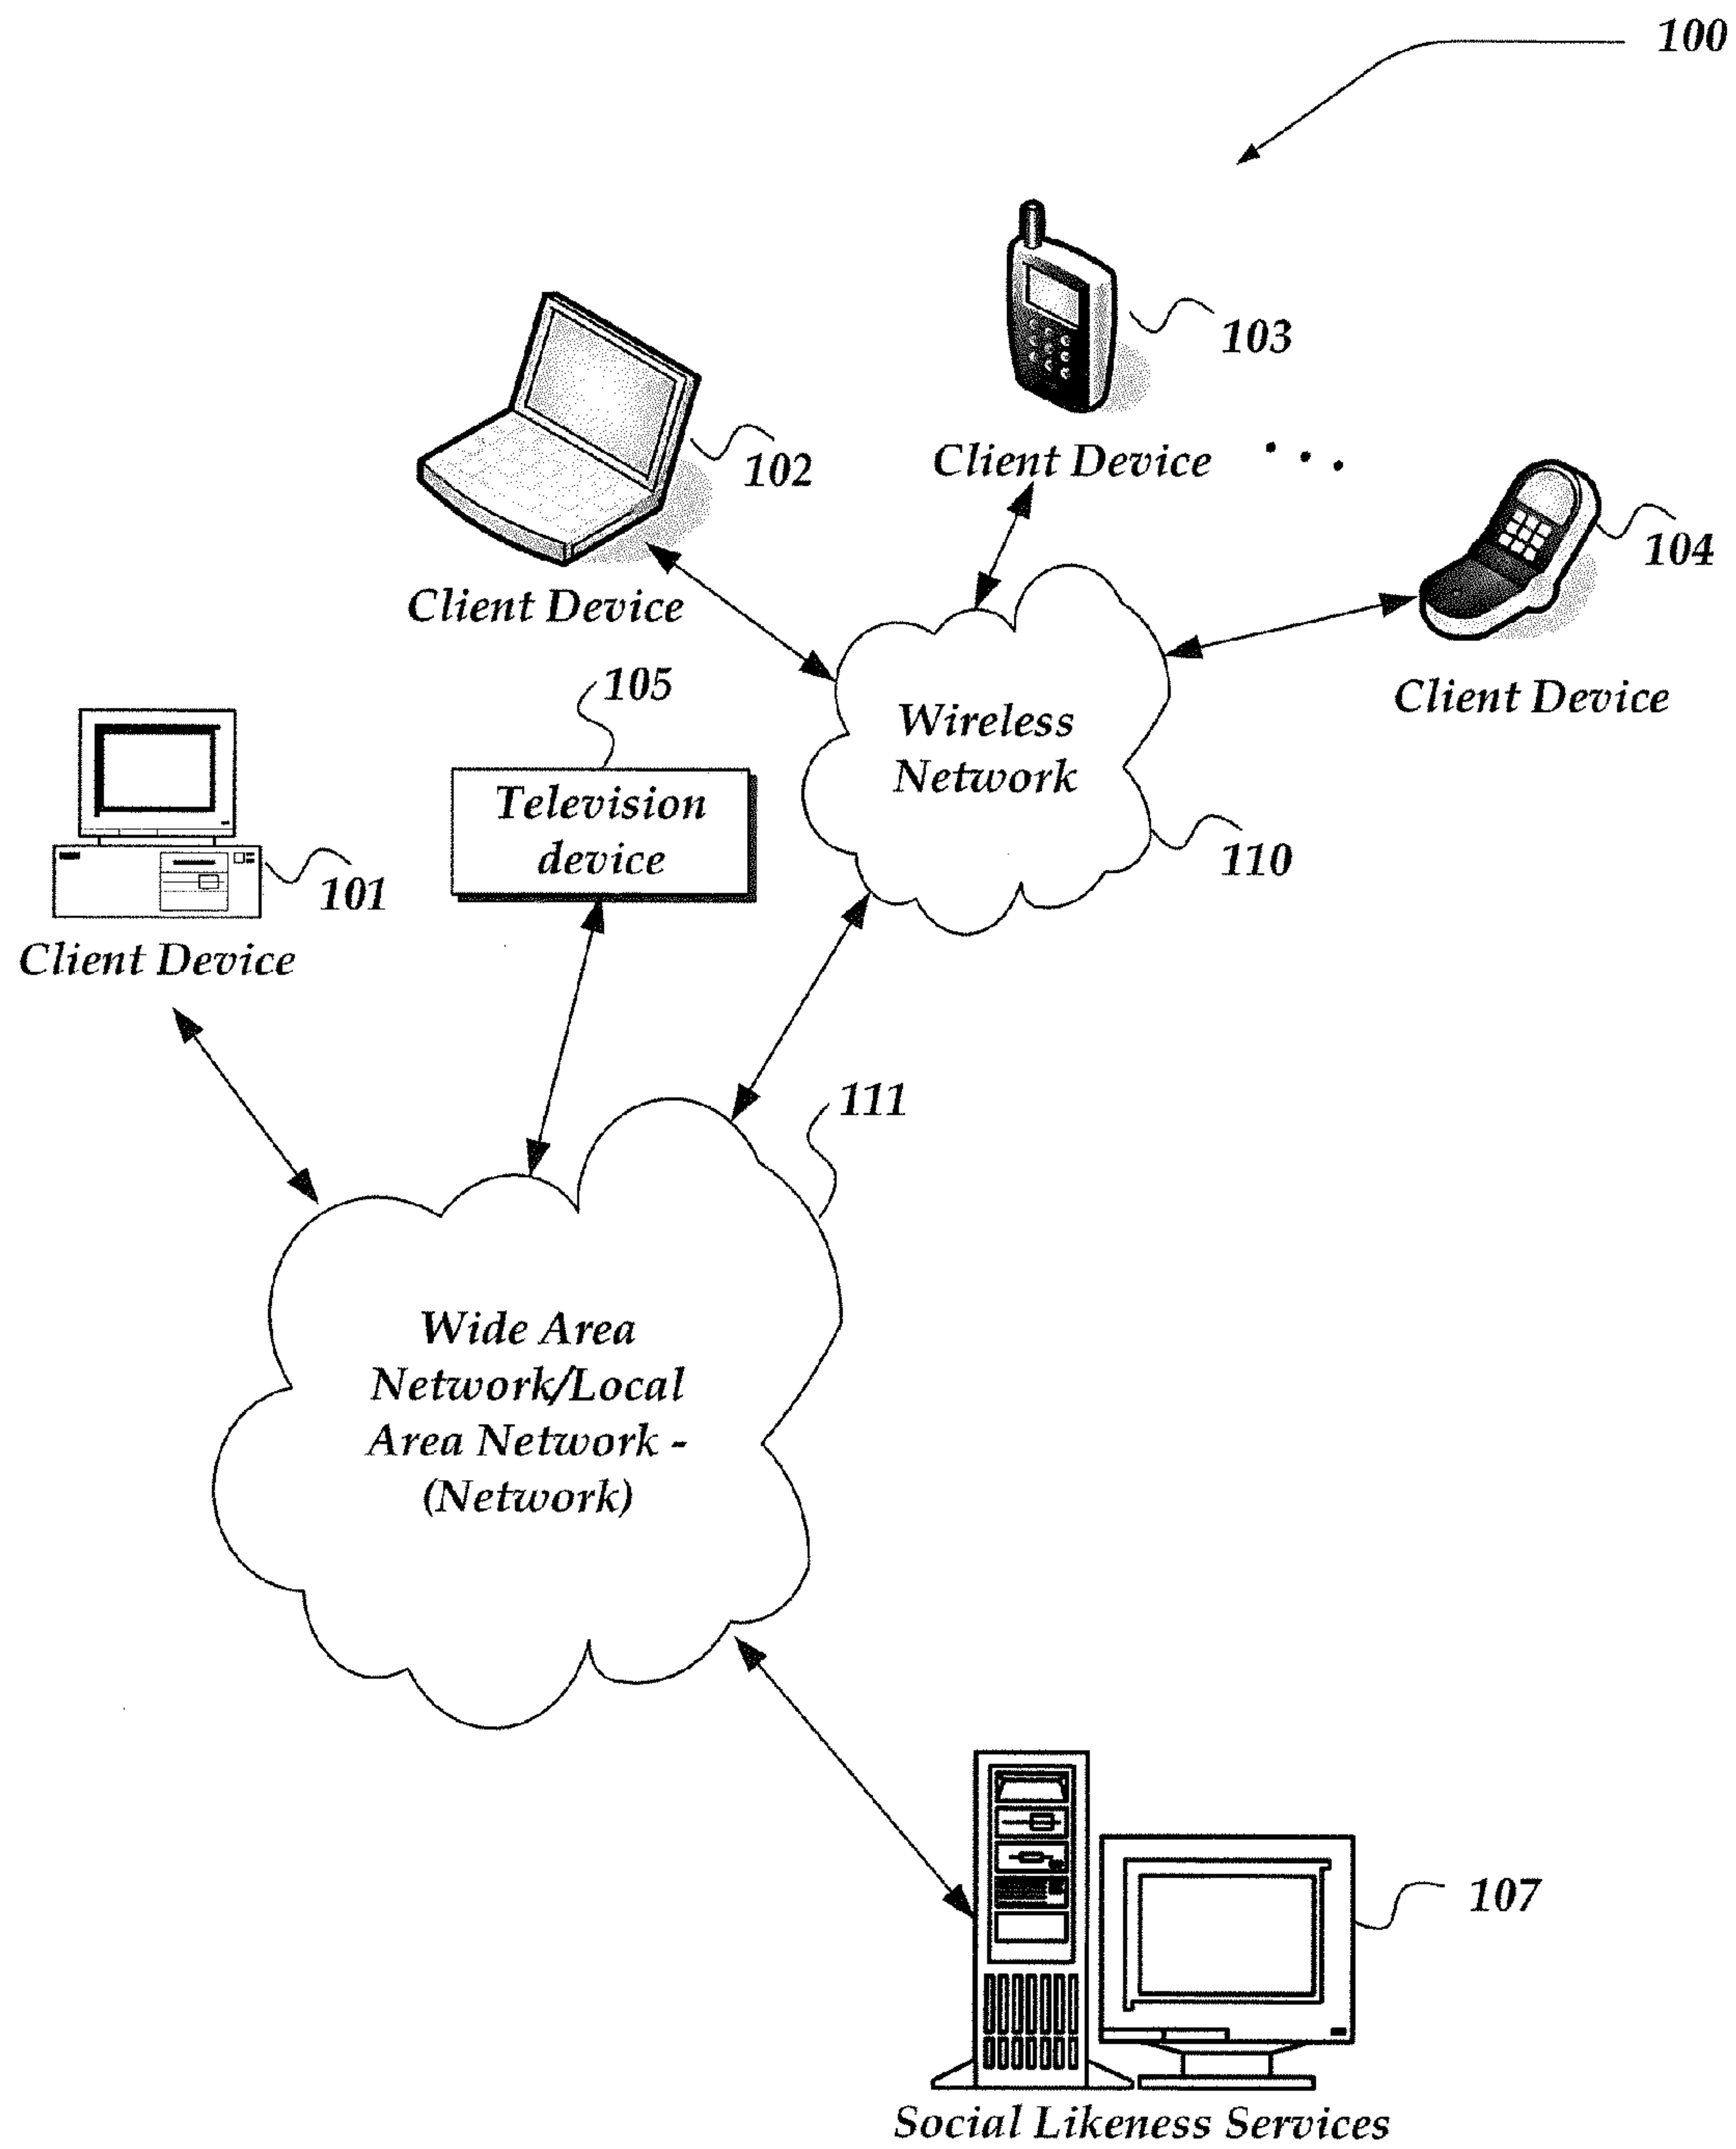 100
103
Client Device
102
104
Client Device
Client Device
105
Wireless
Network
110
Television
device
101
Client Device
111
Wide Area
Network/Local
Area Network -
(Network)
107
Social Likeness Services